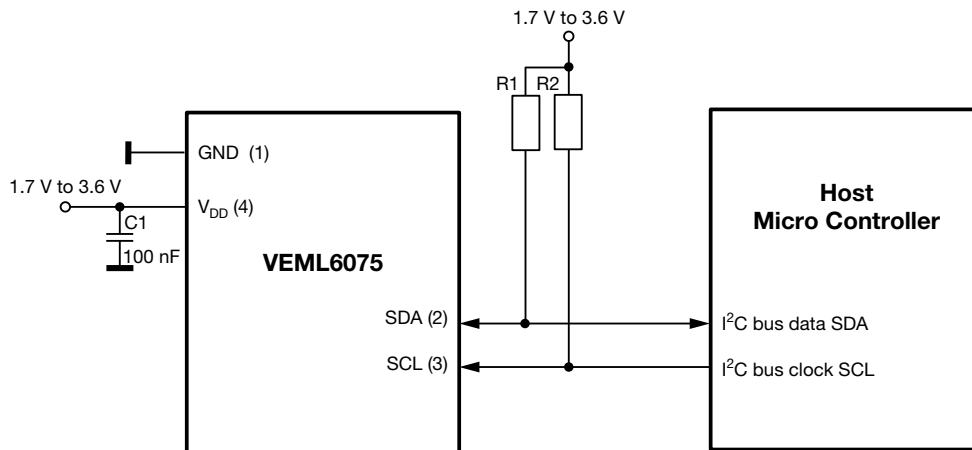 1.7 V to 3.6 V
R1 R2
GND (1)
1.7 V to 3.6 V
V_DD (4)
C1
100 nF
VEML6075
Host
Micro Controller
SDA (2)
I²C bus data SDA
SCL (3)
I²C bus clock SCL